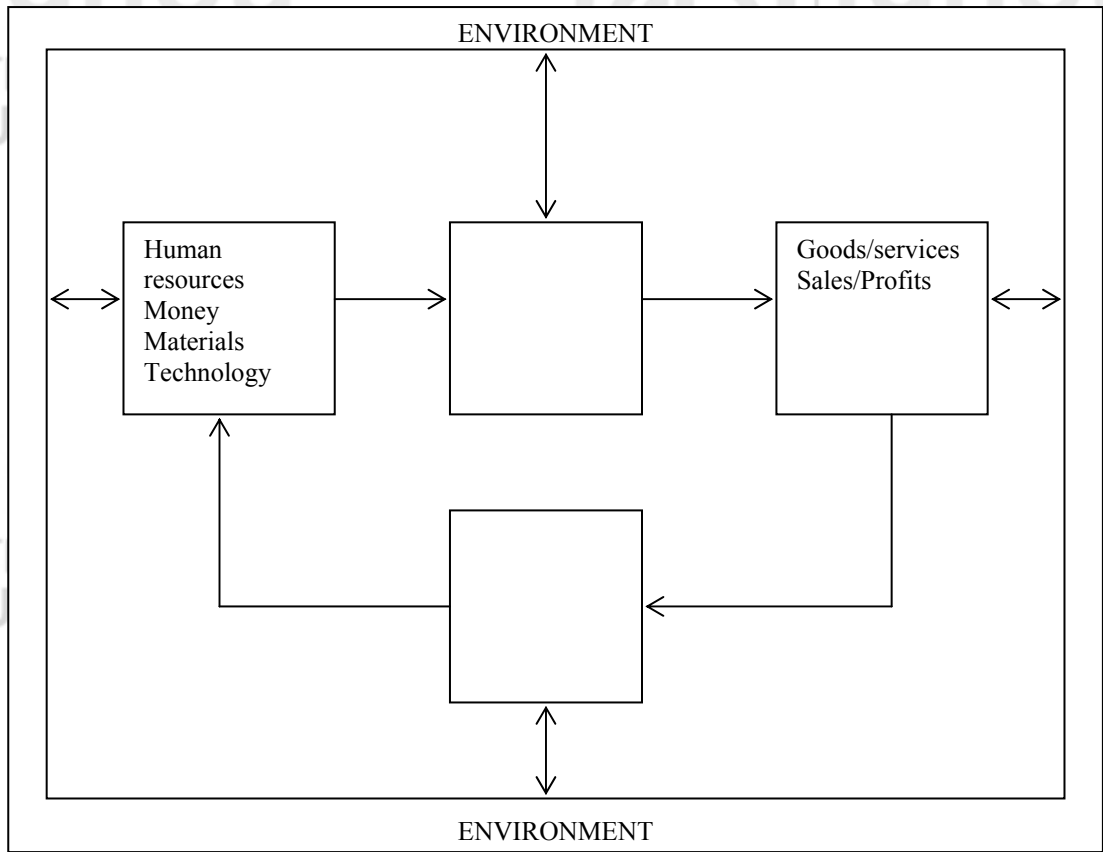 ENVIRONMENT
Human
resources
Money
Materials
Technology
Goods/services
Sales/Profits
ENVIRONMENT